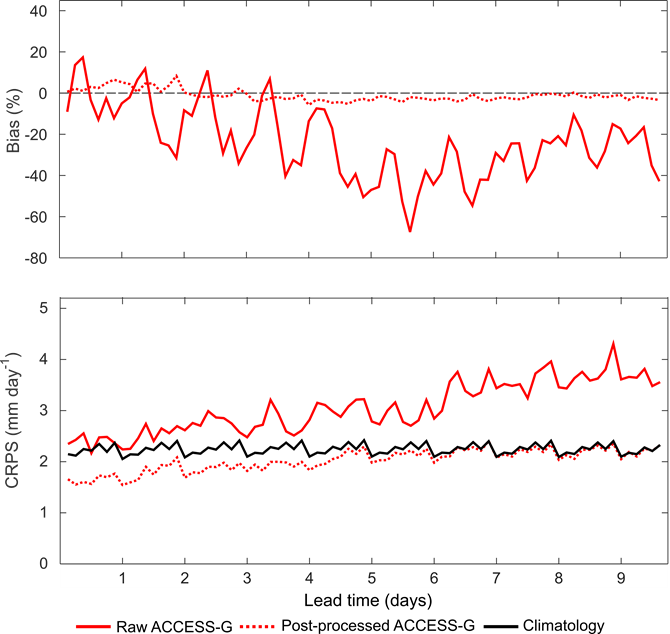 40
20
0
-20
-40
-60
-80
Bias (%)
5
4
3
2
1
0
CRPS (mm day-1)
1 2 3 4 5 6 7 8 9
Lead time (days)
Raw ACCESS-G Post-processed ACCESS-G Climatology